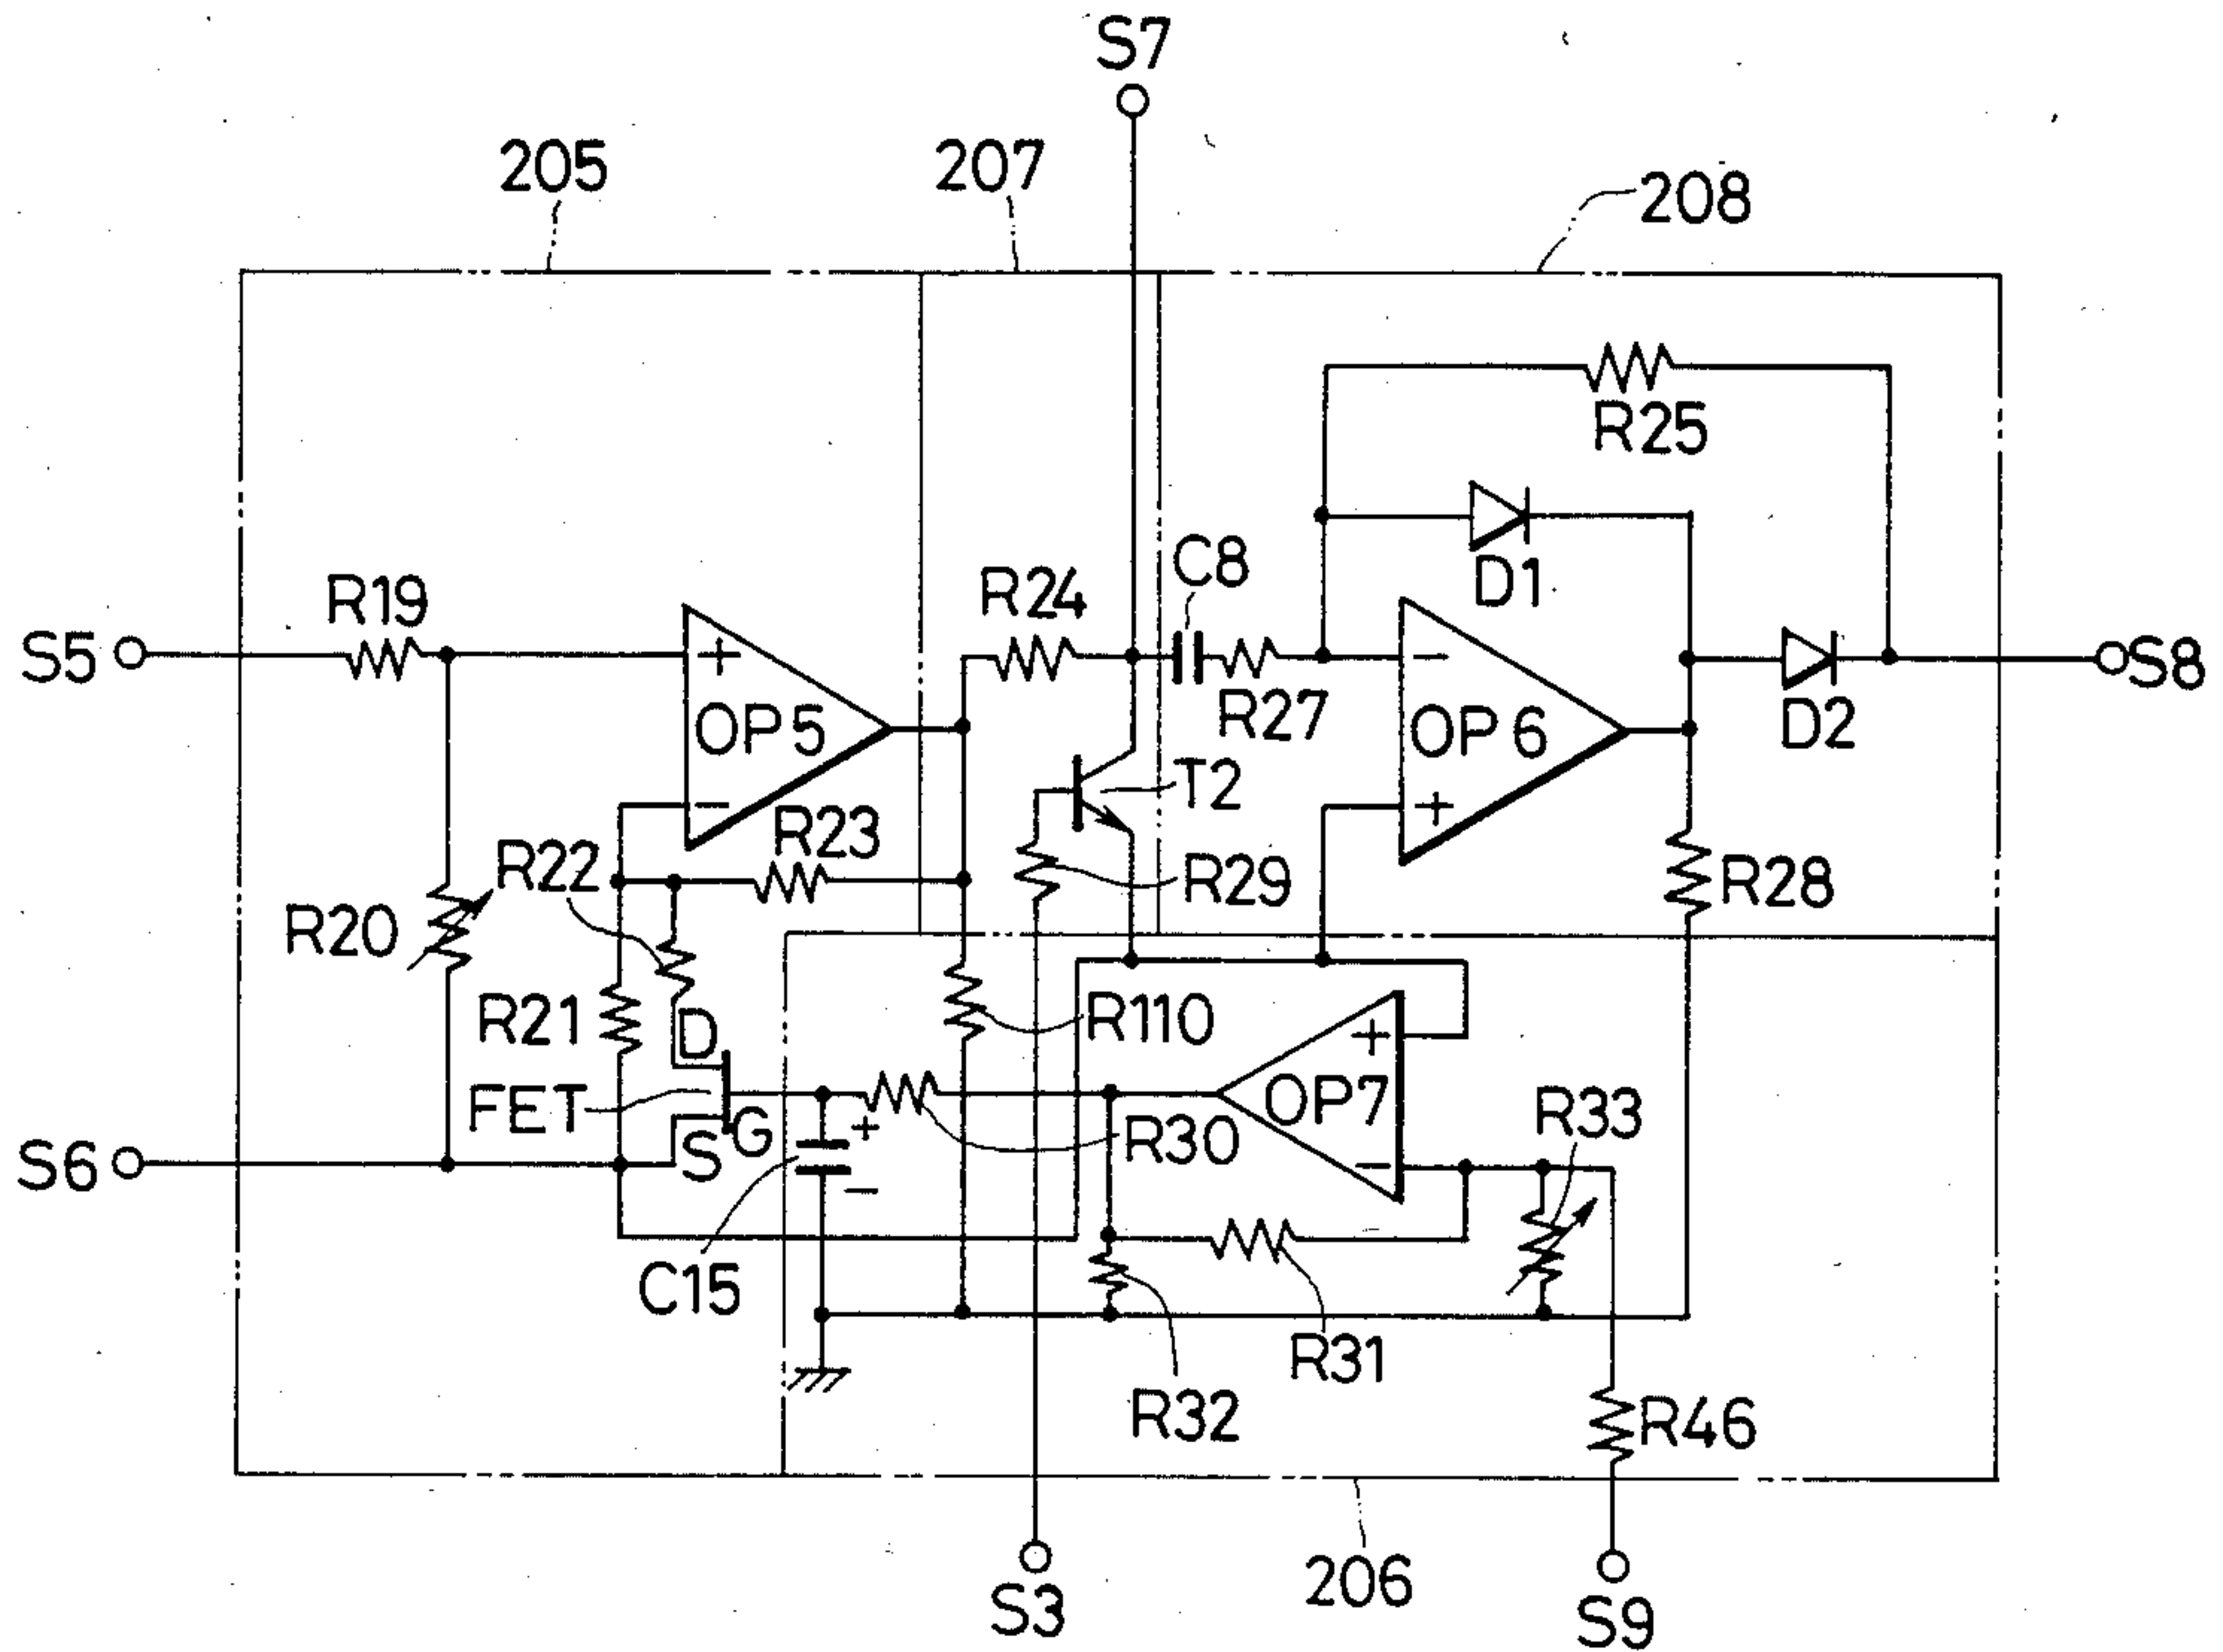 S7
205
207
208
R25
D1
C8
R24
R19
S5
+
OP5
−
R27
−
OP6
+
D2
S8
T2
R22
R23
R29
R28
R20
R21
D
R110
FET
G
S
+
−
R30
OP7
+
−
R33
S6
C15
R31
R32
R46
206
S3
S9